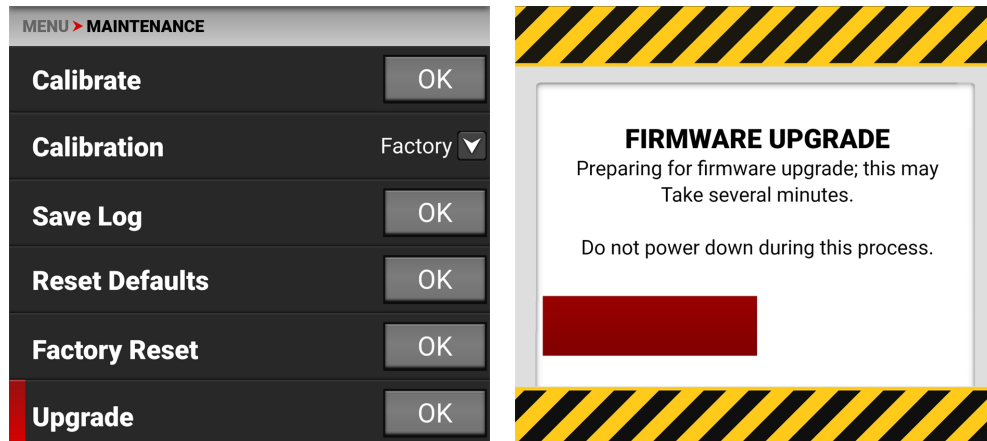 MENU > MAINTENANCE
Calibrate OK
Calibration Factory
Save Log OK
Reset Defaults OK
Factory Reset OK
Upgrade OK
FIRMWARE UPGRADE
Preparing for firmware upgrade; this may
Take several minutes.
Do not power down during this process.